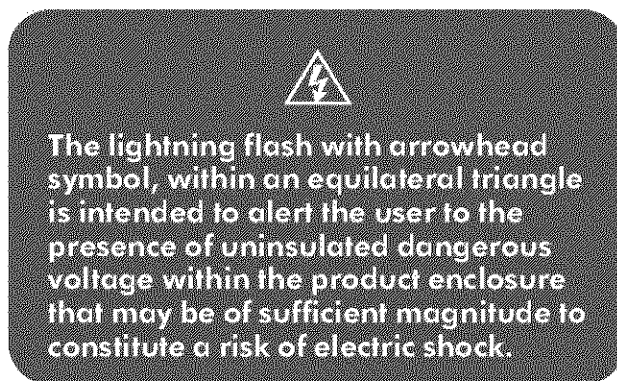 The lightning flash with arrowhead
symbol, within an equilateral triangle
is intended to alert the user to the
presence of uninsulated dangerous
voltage within the product enclosure
that may be of sufficient magnitude to
constitute a risk of electric shock.